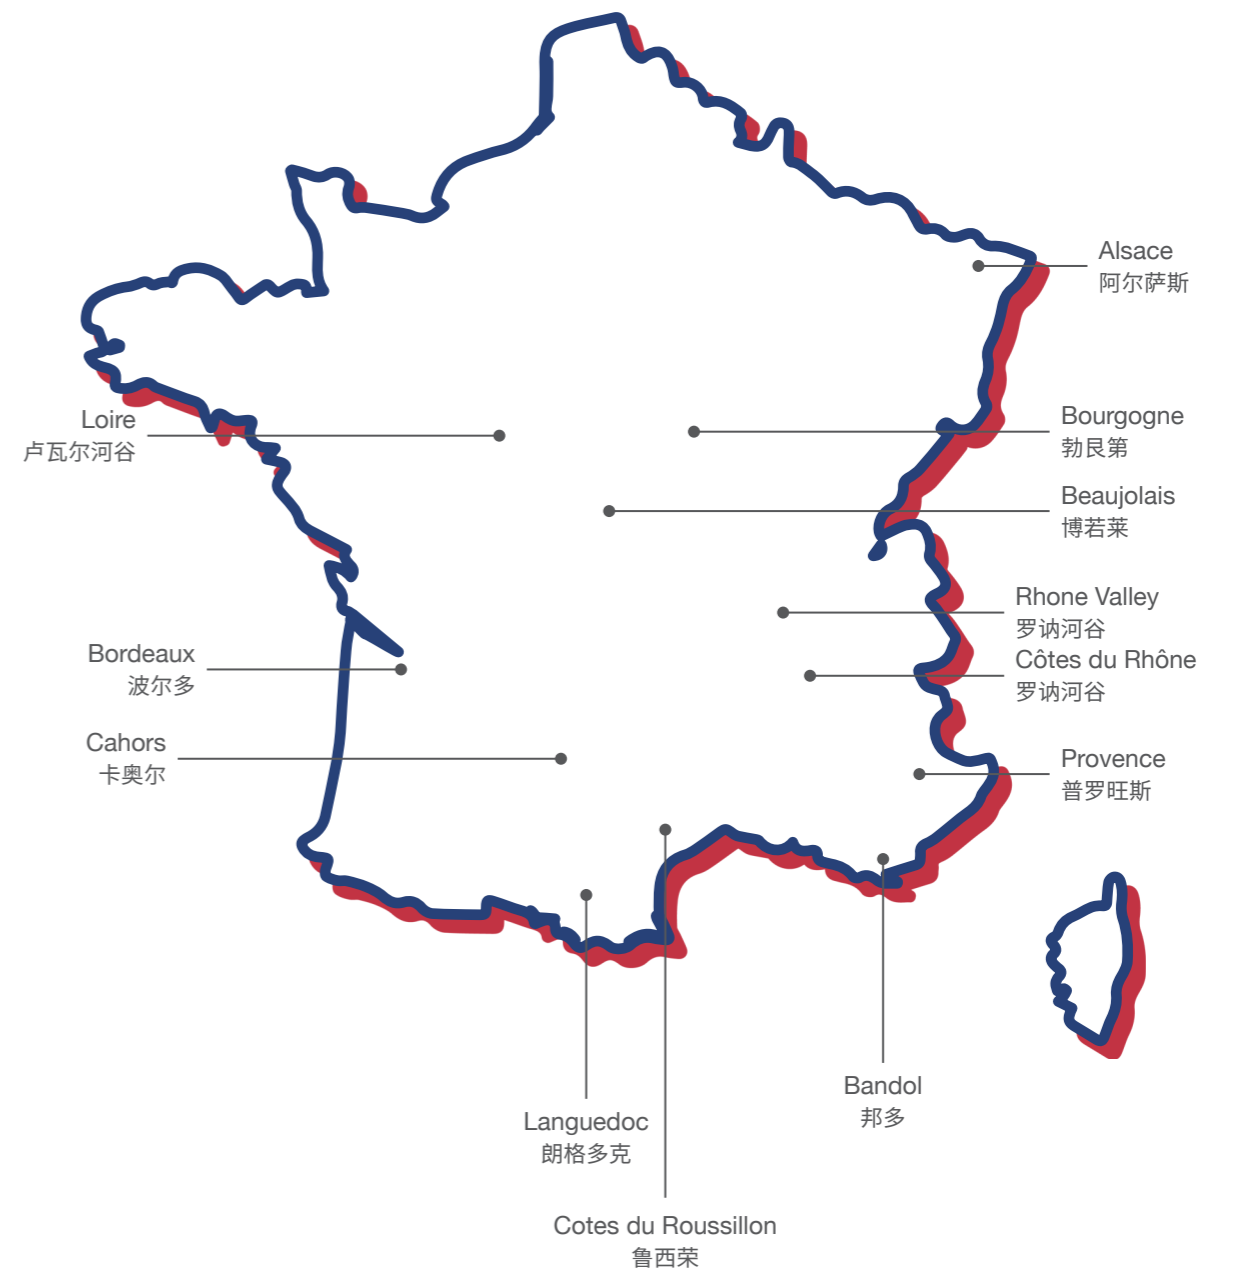 Alsace
阿尔萨斯
Loire
卢瓦尔河谷
Bourgogne
勃艮第
Beaujolais
博若莱
Rhone Valley
罗讷河谷
Bordeaux
波尔多
Côtes du Rhône
罗讷河谷
Cahors
卡奥尔
Provence
普罗旺斯
Bandol
邦多
Languedoc
朗格多克
Cotes du Roussillon
鲁西荣